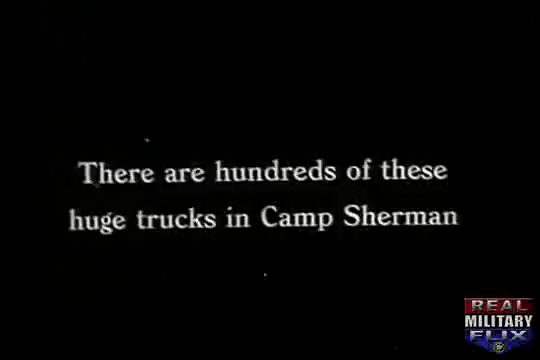 There are hundreds of these
huge trucks in Camp Sherman
REAL
MILITARY
FLIX